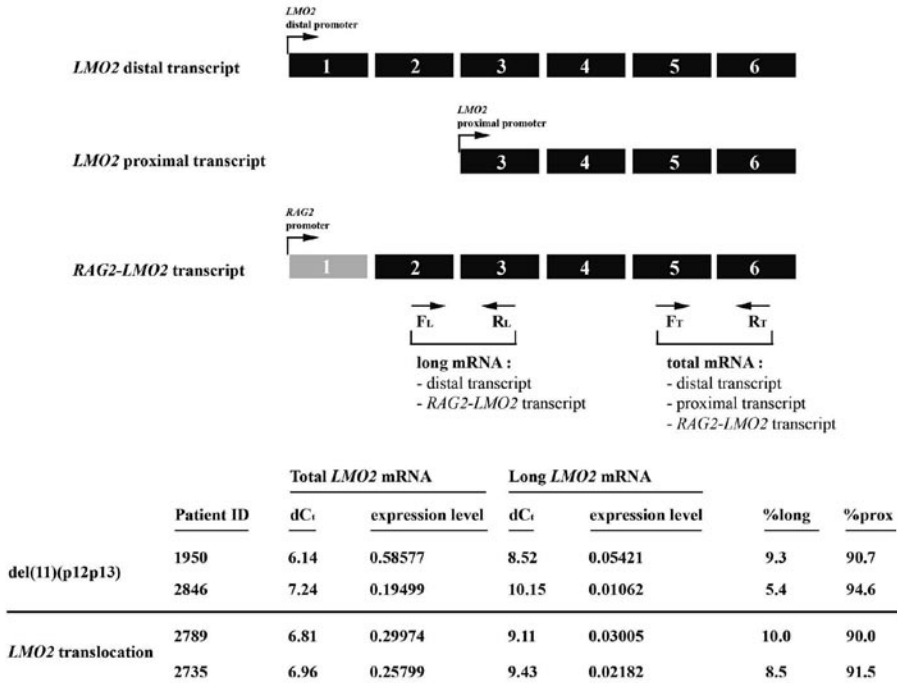 LMO2
distal promoter
LMO2 distal transcript
1 2 3 4 5 6
LMO2
proximal promoter
LMO2 proximal transcript
3 4 5 6
RAG2
promoter
RAG2-LMO2 transcript
1 2 3 4 5 6
FL RL FT RT
long mRNA :
- distal transcript
- RAG2-LMO2 transcript
total mRNA :
- distal transcript
- proximal transcript
- RAG2-LMO2 transcript
Total LMO2 mRNA Long LMO2 mRNA
Patient ID dCt expression level dCt expression level %long %prox
del(11)(p12p13)
1950 6.14 0.58577 8.52 0.05421 9.3 90.7
2846 7.24 0.19499 10.15 0.01062 5.4 94.6
LMO2 translocation
2789 6.81 0.29974 9.11 0.03005 10.0 90.0
2735 6.96 0.25799 9.43 0.02182 8.5 91.5